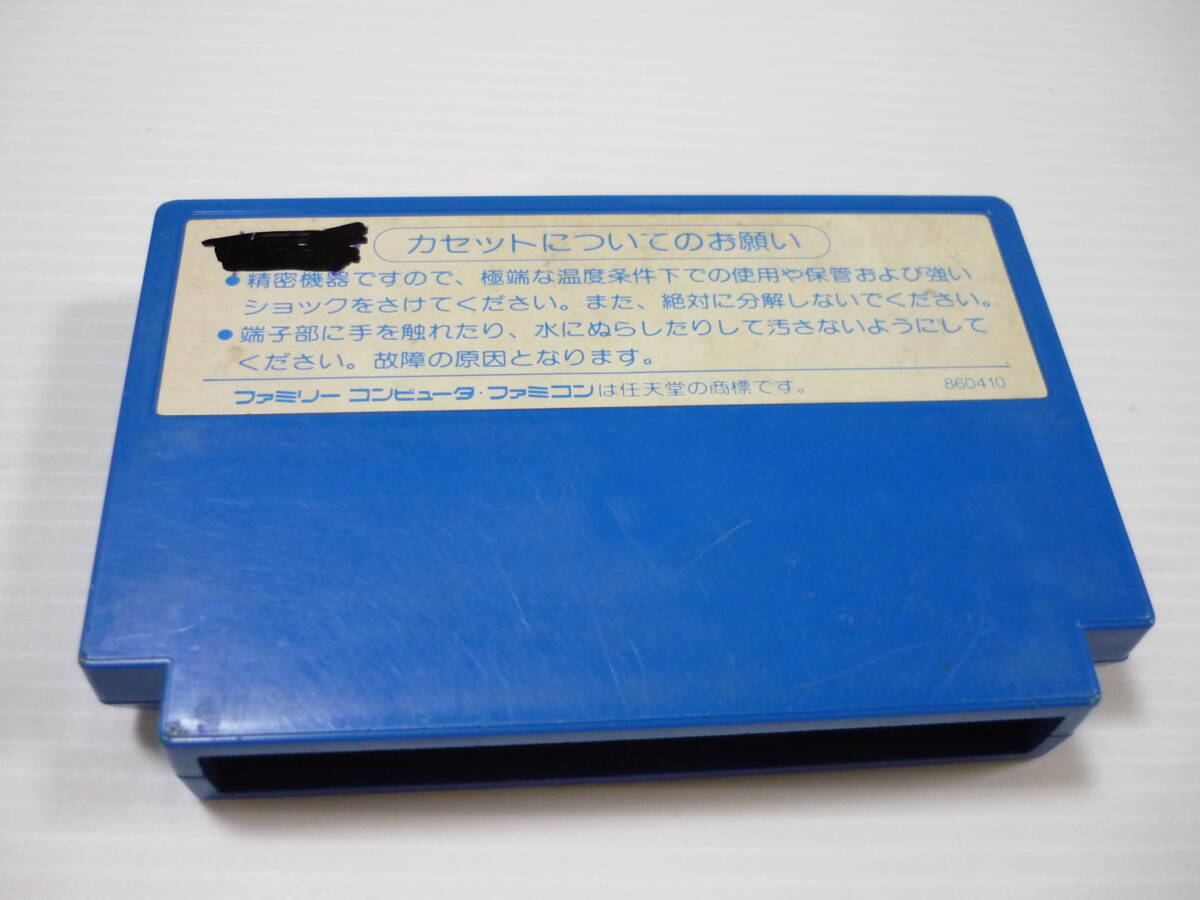 カセットについてのお願い
●精密機器ですので、極端な温度条件下での使用や保管および強い
ショックをさけてください。また、絶対に分解しないでください。
●端子部に手を触れたり、水にぬらしたりして汚さないようにして
ください。故障の原因となります。
ファミリー コンピュータ・ファミコンは任天堂の商標です。 860410